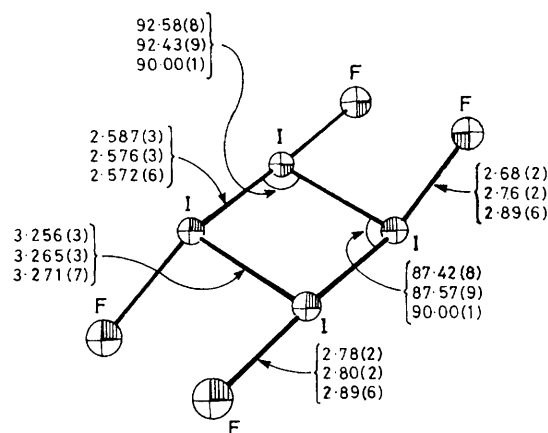 92·58(8)
92·43(9)
90·00(1)
F
F
I
2·587(3)
2·576(3)
2·572(6)
2·68(2)
2·76(2)
2·89(6)
I
I
3·256(3)
3·265(3)
3·271(7)
87·42(8)
87·57(9)
90·00(1)
F
I
2·78(2)
2·80(2)
2·89(6)
F